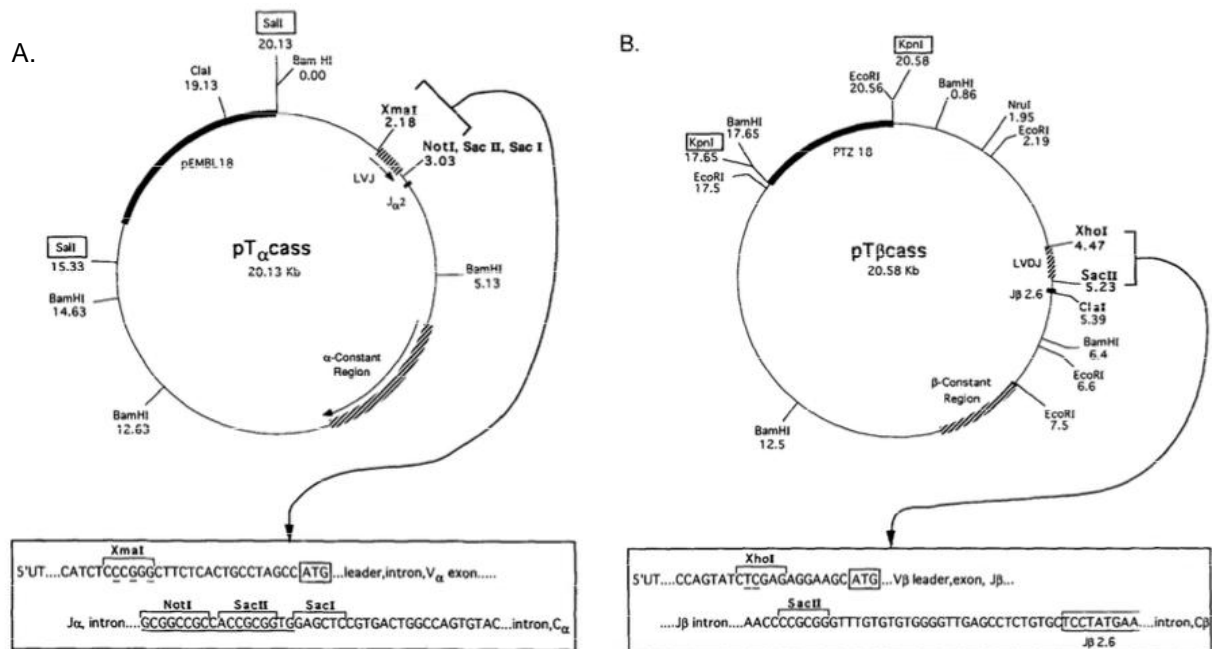 A.
SalI
20.13
Bam HI
0.00
ClaI
19.13
XmaI
2.18
NotI, Sac II, Sac I
3.03
pEMBL18
LVJ
Jα2
SalI
15.33
pTαcass
20.13 Kb
BamHI
5.13
BamHI
14.63
α-Constant
Region
BamHI
12.63
XmaI
5'UT....CATCTCCCGGGCTTCTCACTGCCTAGCC ATG ...leader,intron,Vα exon.....
NotI SacII SacI
Jα, intron....GCGGCCGCCACCGCGGTGGAGCTCCGTGACTGGCCAGTGTAC...intron,Cα
B.
KpnI
20.58
EcoRI
20.56
BamHI
0.86
NruI
1.95
EcoRI
2.19
BamHI
17.65
KpnI
17.65
EcoRI
17.5
PTZ 18
XhoI
4.47
LVDJ
SacII
5.23
Jβ 2.6
ClaI
5.39
pTβcass
20.58 Kb
BamHI
6.4
EcoRI
6.6
β-Constant
Region
EcoRI
7.5
BamHI
12.5
XhoI
5'UT....CCAGTATCTCGAGAGGAAGC ATG ...Vβ leader,exon, Jβ...
SacII
....Jβ intron....AACCCCGCGGGTTTGTGTGTGGGGTTGAGCCTCTGTGCTCCTATGAA....intron,Cβ
Jβ 2.6